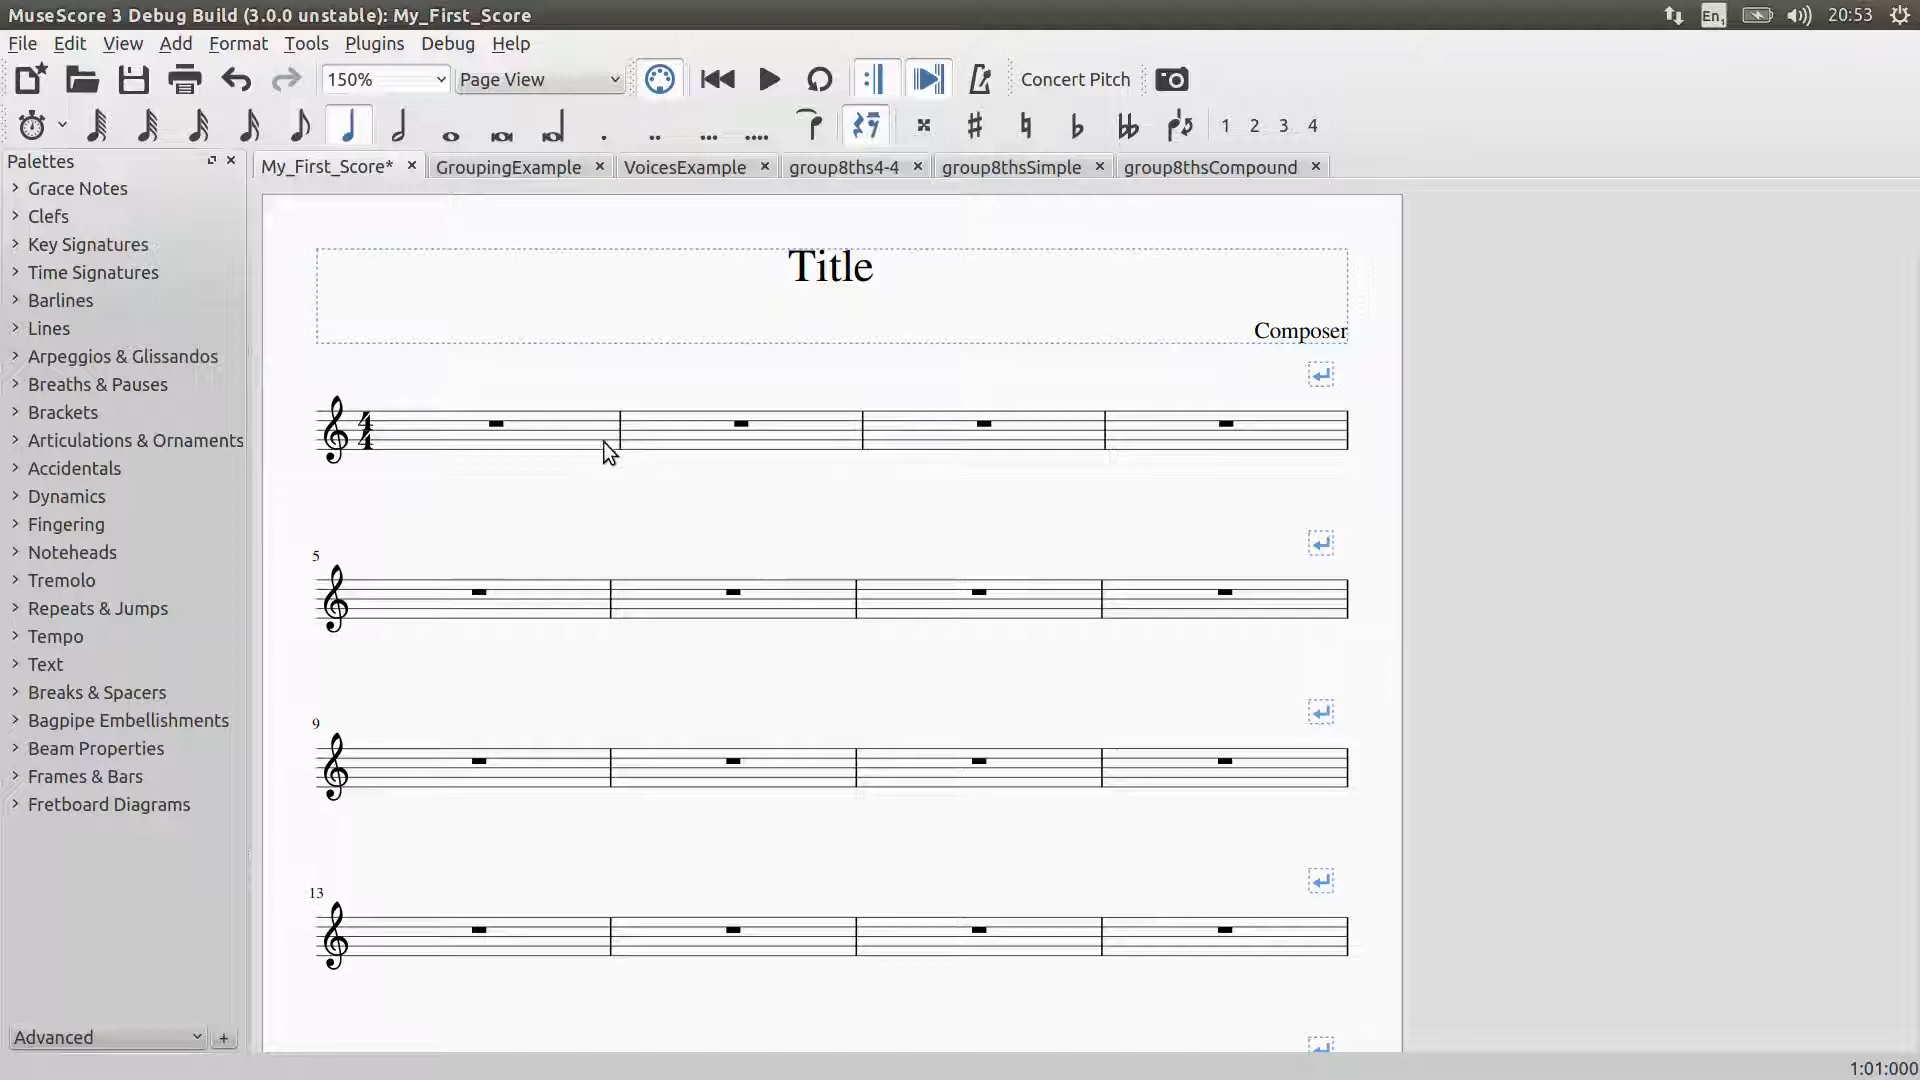 MuseScore 3 Debug Build (3.0.0 unstable): My_First_Score
En1 20:53
File Edit View Add Format Tools Plugins Debug Help
150% Page View Concert Pitch
1 2 3 4
Palettes
My_First_Score* GroupingExample VoicesExample group8ths4-4 group8thsSimple group8thsCompound
Grace Notes
Clefs
Key Signatures
Time Signatures
Barlines
Lines
Arpeggios & Glissandos
Breaths & Pauses
Brackets
Articulations & Ornaments
Accidentals
Dynamics
Fingering
Noteheads
Tremolo
Repeats & Jumps
Tempo
Text
Breaks & Spacers
Bagpipe Embellishments
Beam Properties
Frames & Bars
Fretboard Diagrams
Advanced +
Title
Composer
4
4
5
9
13
1:01:000